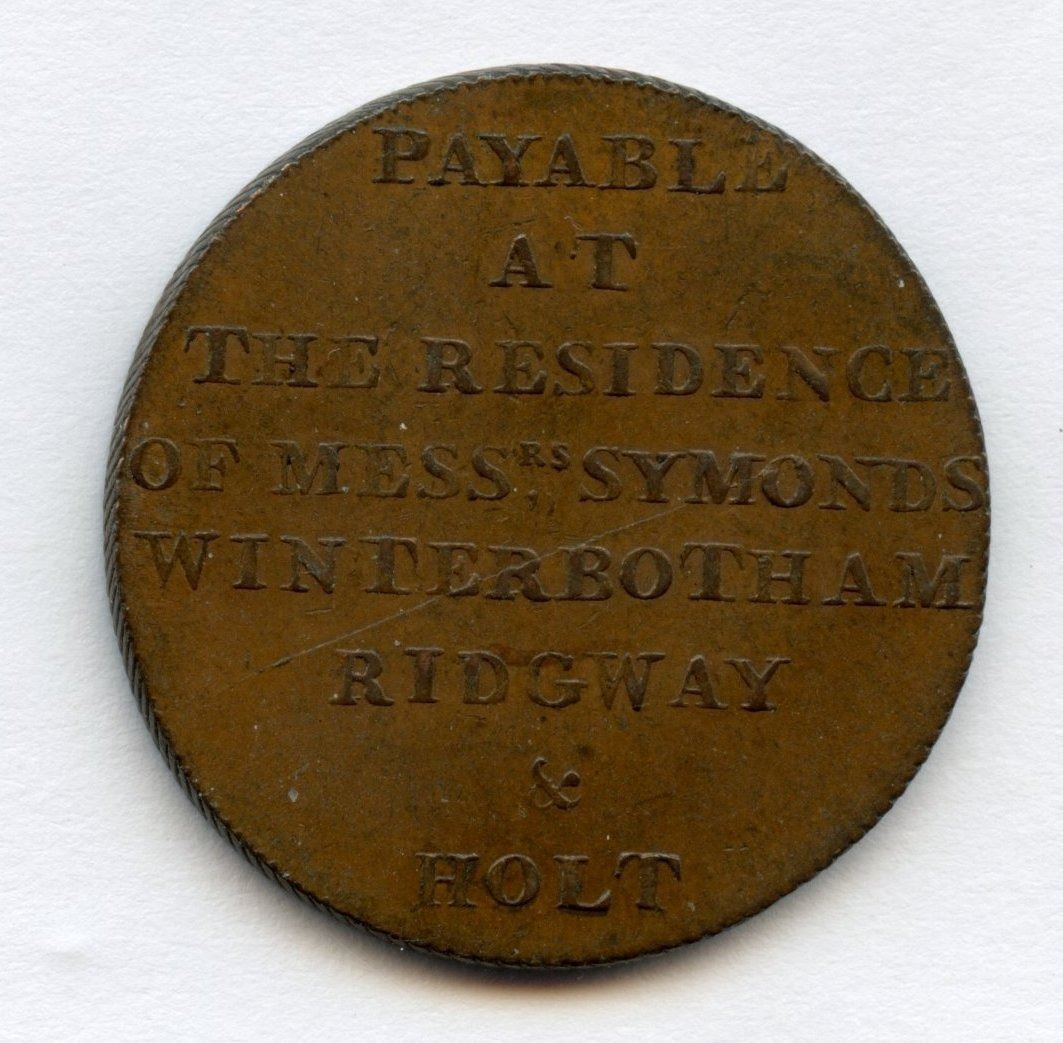 PAYABLE
AT
THE RESIDENCE
OF MESS,RS SYMONDS
WINTERBOTHAM
RIDGWAY
&
HOLT